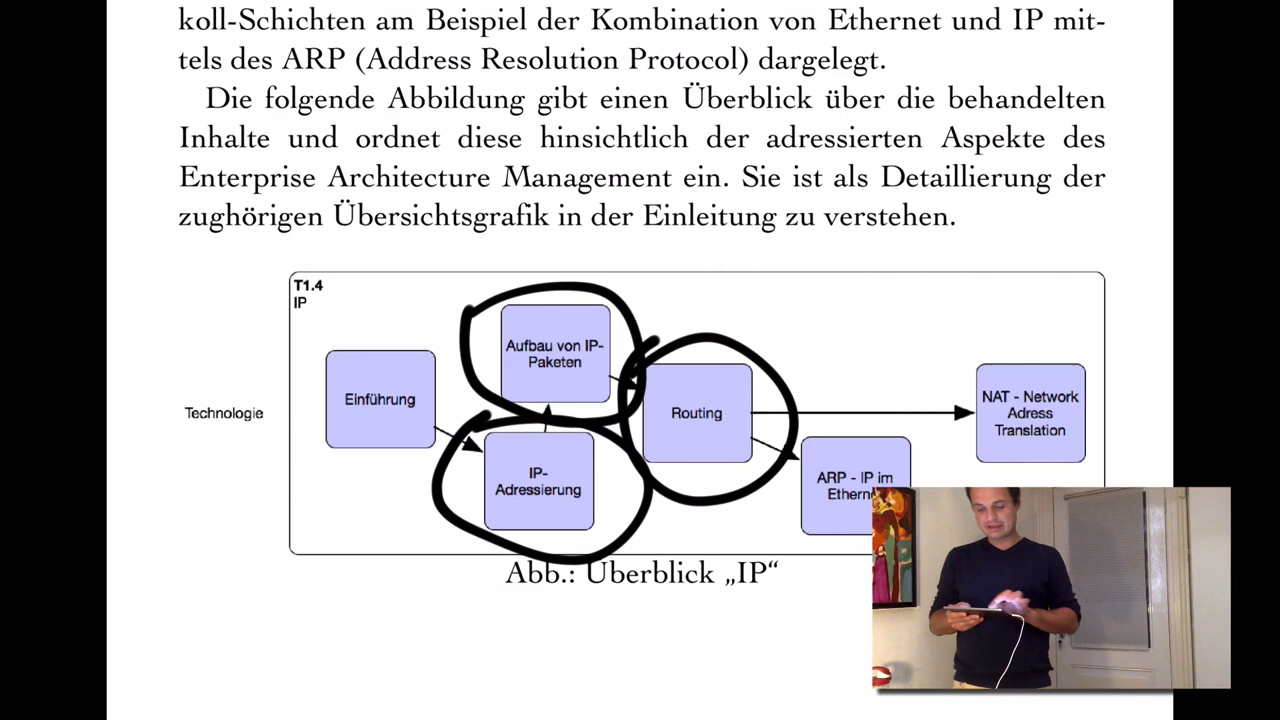 koll-Schichten am Beispiel der Kombination von Ethernet und IP mit-
tels des ARP (Address Resolution Protocol) dargelegt.
Die folgende Abbildung gibt einen Überblick über die behandelten
Inhalte und ordnet diese hinsichtlich der adressierten Aspekte des
Enterprise Architecture Management ein. Sie ist als Detaillierung der
zughörigen Übersichtsgrafik in der Einleitung zu verstehen.
T1.4
IP
Technologie
Einführung
IP-
Adressierung
Aufbau von IP-
Paketen
Routing
ARP - IP im
NAT - Network
Adress
Translation
Abb.: Überblick „IP“